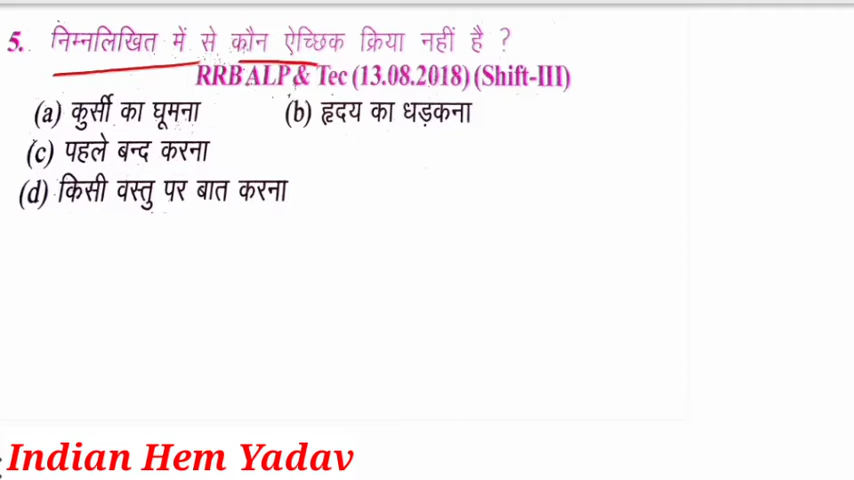 5. निम्नलिखित में से कौन ऐच्छिक क्रिया नहीं है ?
RRB ALP & Tec (13.08.2018) (Shift-III)
(a) कुर्सी का घूमना (b) हृदय का धड़कना
(c) पहले बन्द करना
(d) किसी वस्तु पर बात करना
Indian Hem Yadav